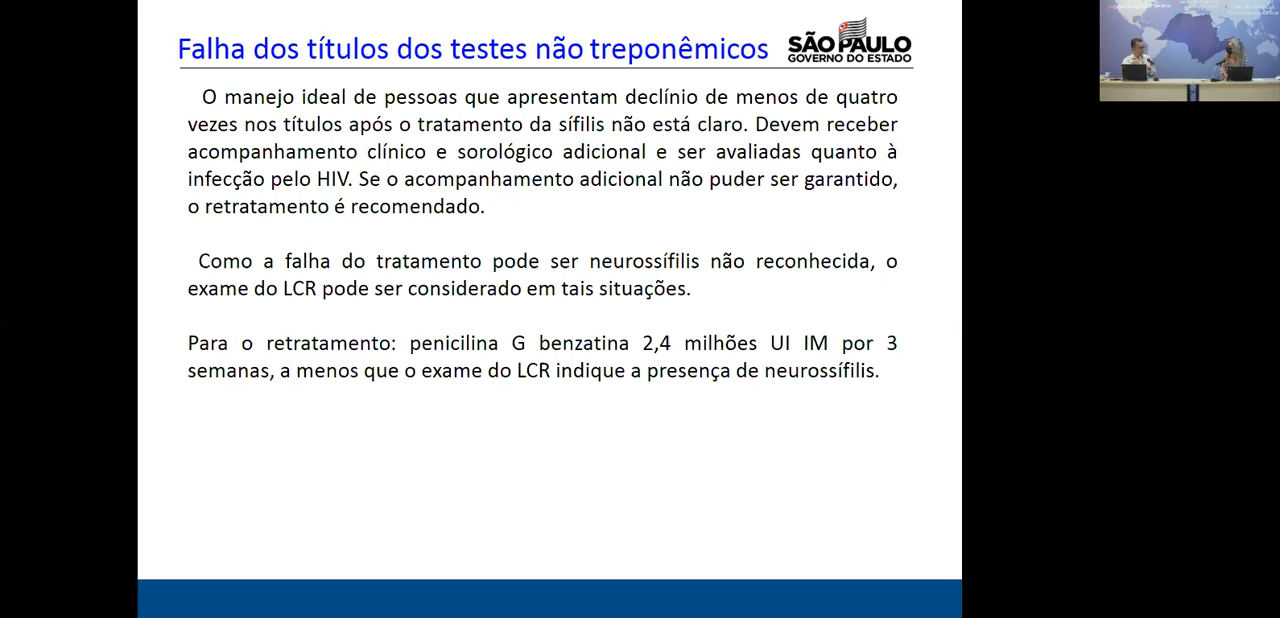 Falha dos títulos dos testes não treponêmicos
SÃO PAULO
GOVERNO DO ESTADO
O manejo ideal de pessoas que apresentam declínio de menos de quatro
vezes nos títulos após o tratamento da sífilis não está claro. Devem receber
acompanhamento clínico e sorológico adicional e ser avaliadas quanto à
infecção pelo HIV. Se o acompanhamento adicional não puder ser garantido,
o retratamento é recomendado.
Como a falha do tratamento pode ser neurossífilis não reconhecida, o
exame do LCR pode ser considerado em tais situações.
Para o retratamento: penicilina G benzatina 2,4 milhões UI IM por 3
semanas, a menos que o exame do LCR indique a presença de neurossífilis.